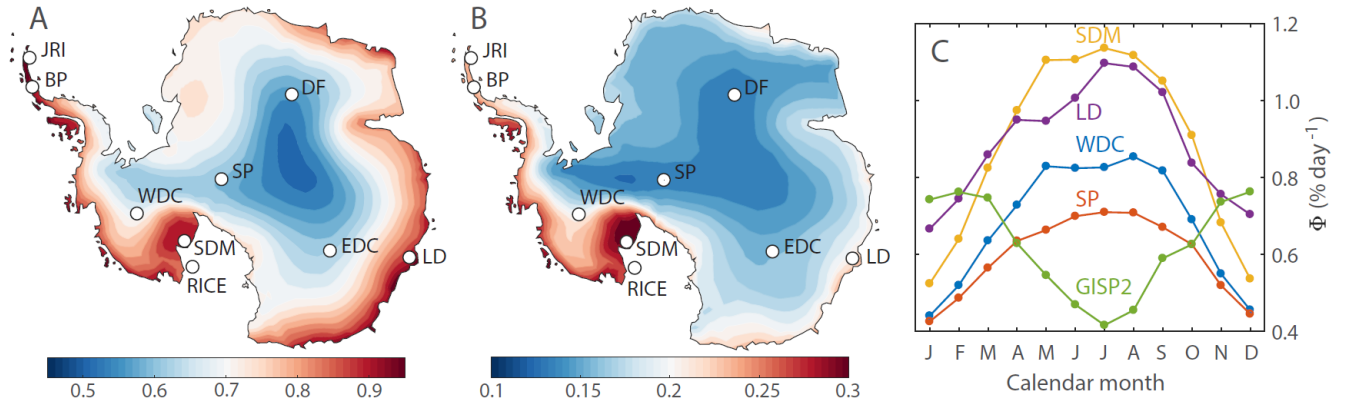 A
JRI
BP
DF
SP
WDC
SDM
RICE
EDC
LD
0.5 0.6 0.7 0.8 0.9
B
JRI
BP
DF
SP
WDC
SDM
RICE
EDC
LD
0.1 0.15 0.2 0.25 0.3
C
SDM
LD
WDC
SP
GISP2
1.2
1.0
0.8
0.6
0.4
Φ (% day⁻¹)
J F M A M J J A S O N D
Calendar month